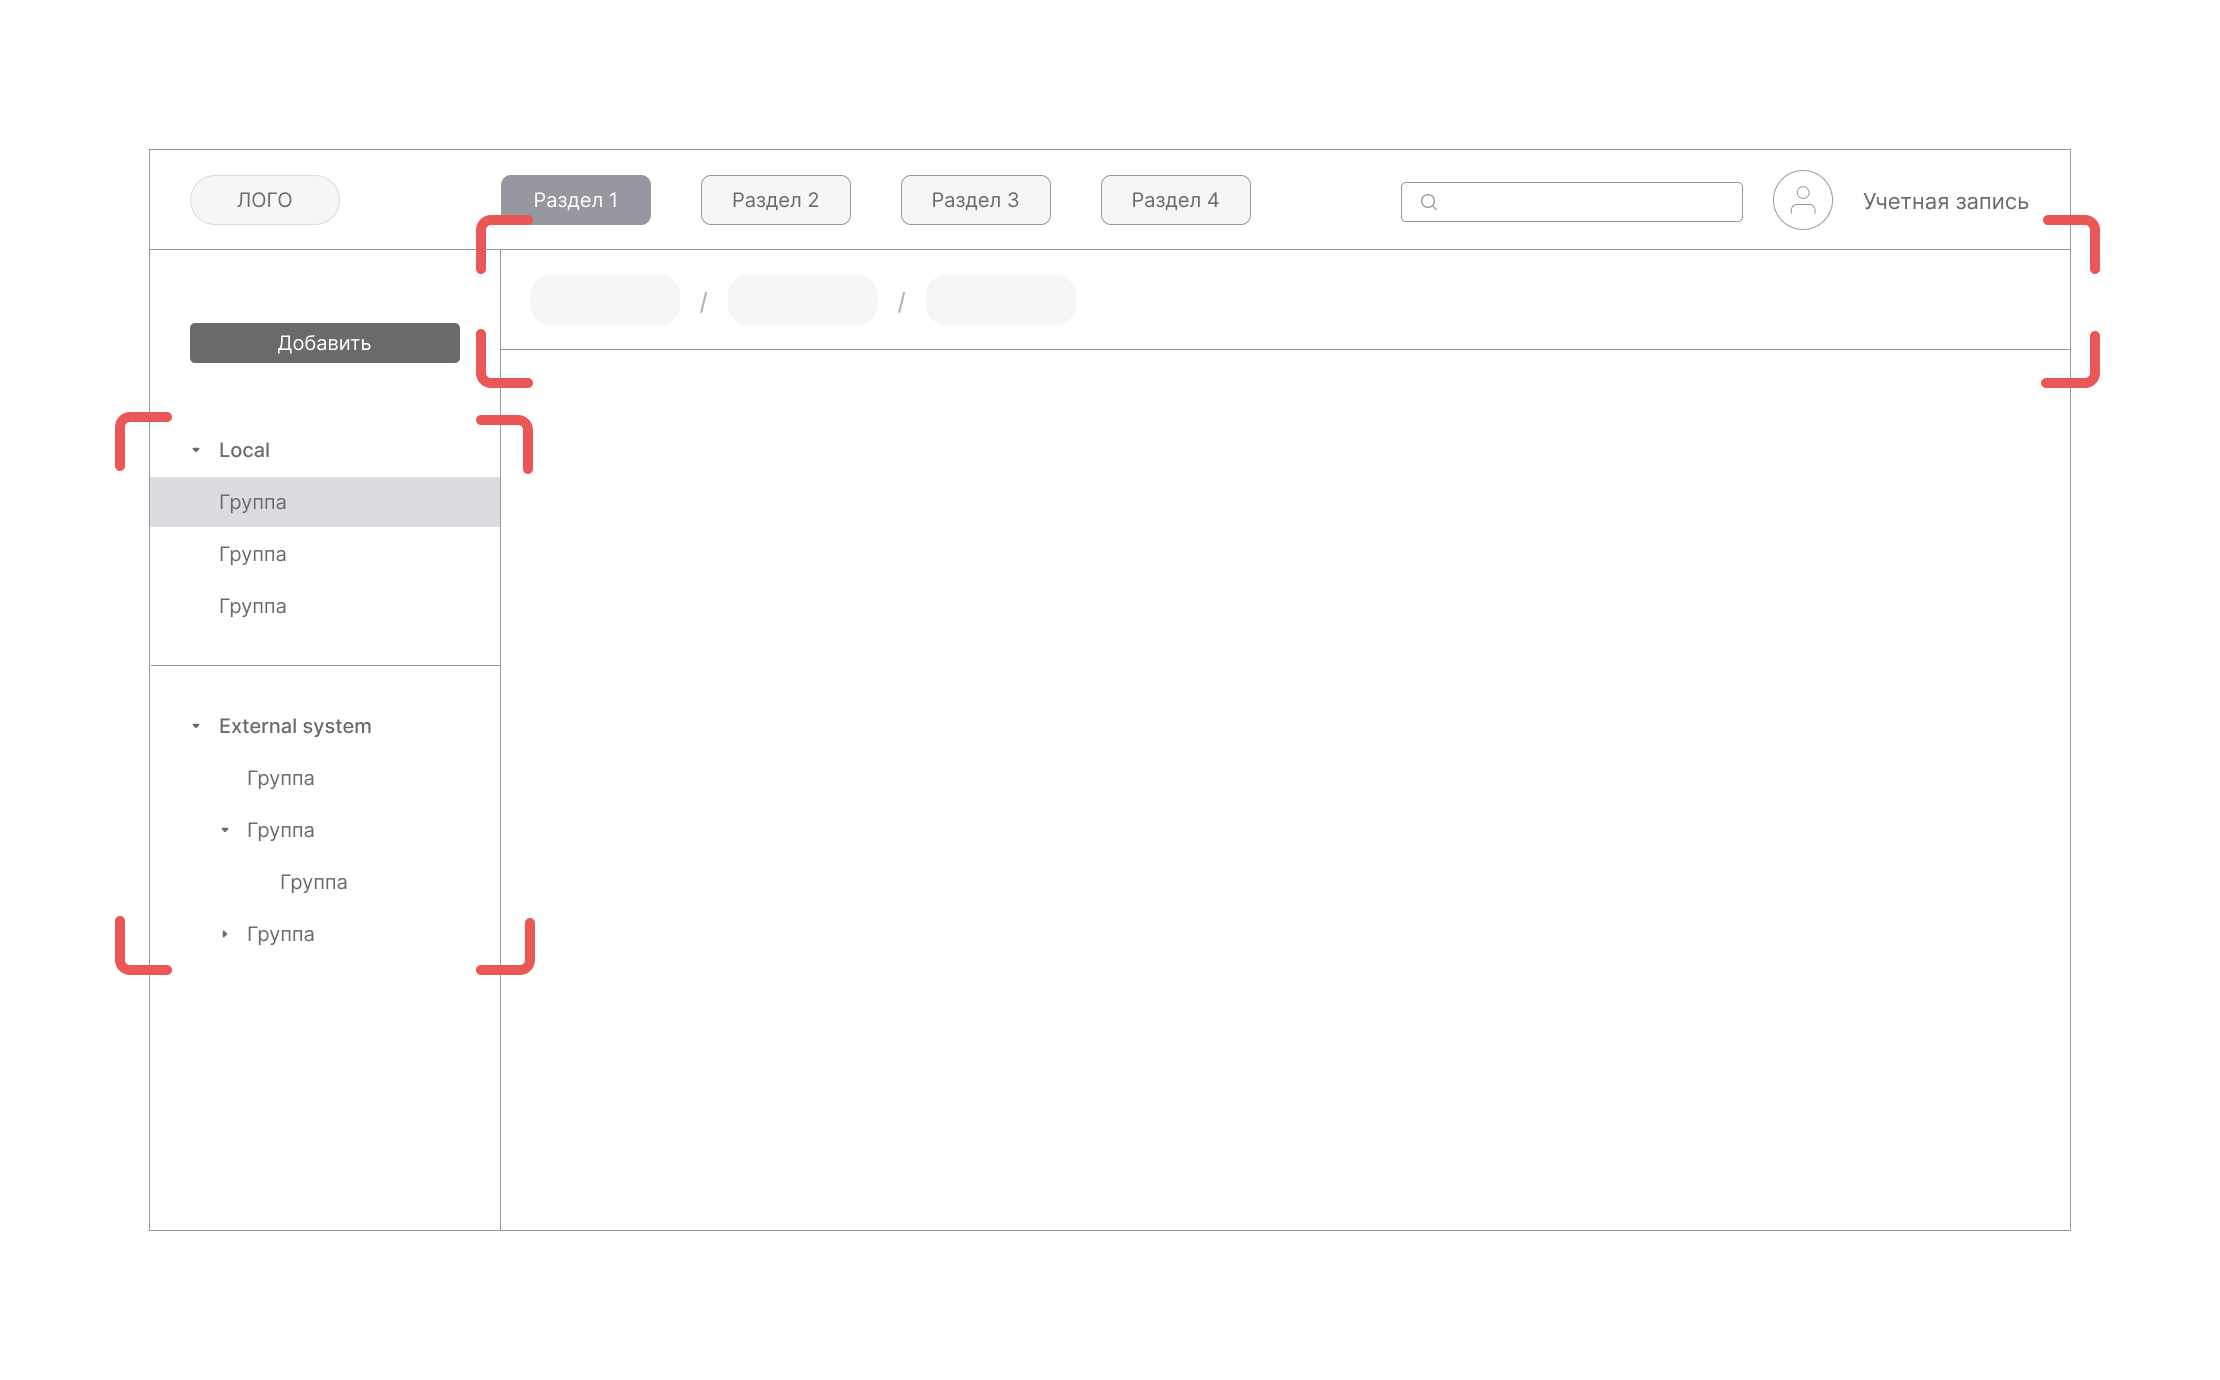 ЛОГО
Раздел 1
Раздел 2
Раздел 3
Раздел 4
Учетная запись
/ /
Добавить
Local
Группа
Группа
Группа
External system
Группа
Группа
Группа
Группа